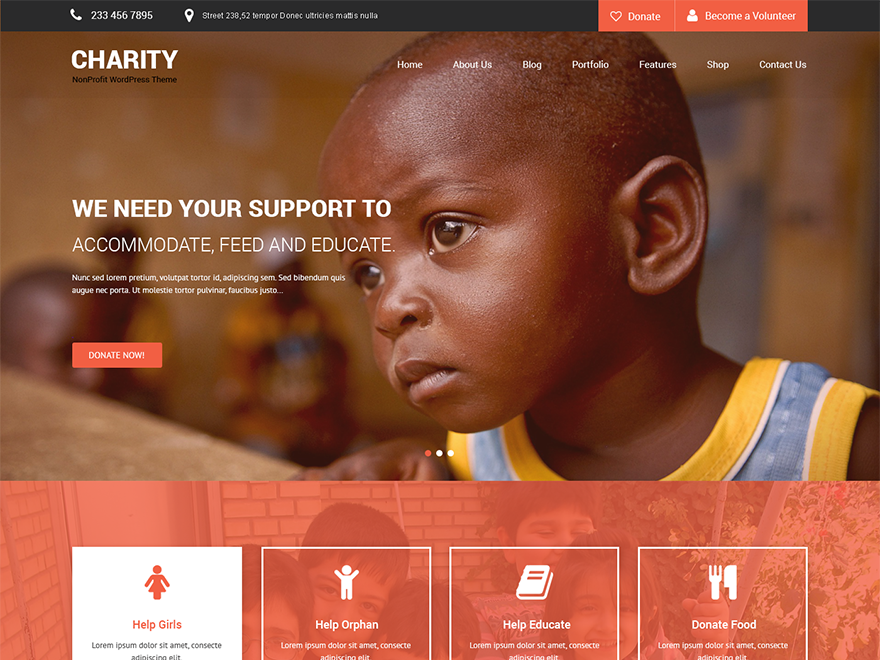 233 456 7895
Street 238,52 tempor Donec ultricies mattis nulla
Donate
Become a Volunteer
CHARITY
NonProfit WordPress Theme
Home
About Us
Blog
Portfolio
Features
Shop
Contact Us
WE NEED YOUR SUPPORT TO
ACCOMMODATE, FEED AND EDUCATE.
Nunc sed lorem pretium, volutpat tortor id, adipiscing sem. Sed bibendum quis
augue nec porta. Ut molestie tortor pulvinar, faucibus justo...
DONATE NOW!
Help Girls
Lorem ipsum dolor sit amet, consecte
adipiscing elit
Help Orphan
Lorem ipsum dolor sit amet, consecte
adipiscing elit
Help Educate
Lorem ipsum dolor sit amet, consecte
adipiscing elit
Donate Food
Lorem ipsum dolor sit amet, consecte
adipiscing elit